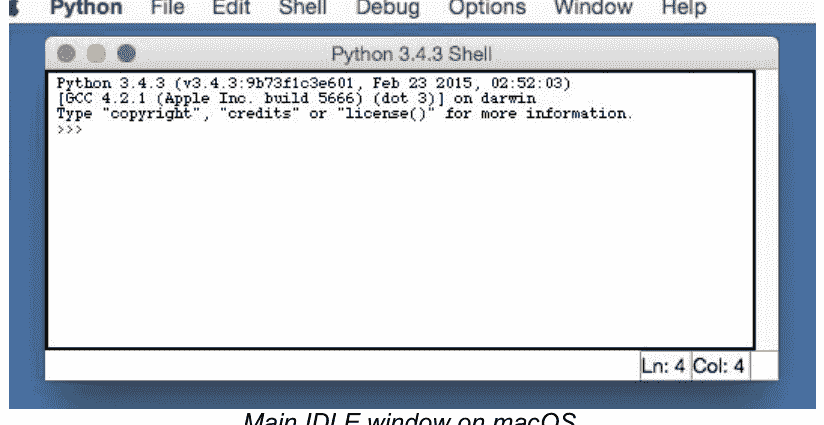 Python File Edit Shell Debug Options Window Help
Python 3.4.3 Shell
Python 3.4.3 (v3.4.3:9b73f1c3e601, Feb 23 2015, 02:52:03)
[GCC 4.2.1 (Apple Inc. build 5666) (dot 3)] on darwin
Type "copyright", "credits" or "license()" for more information.
>>>
Ln: 4 Col: 4
Main IDLE window on macOS